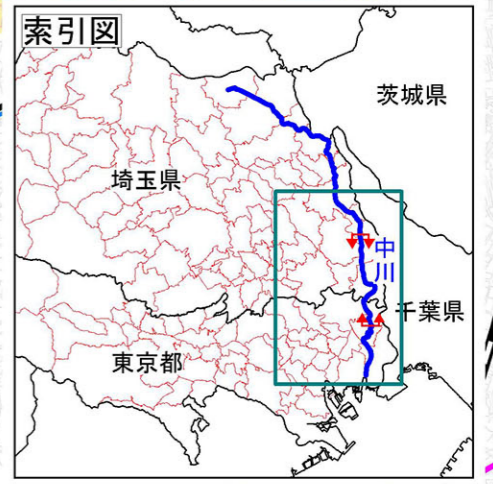 索引図
茨城県
埼玉県
中川
千葉県
東京都